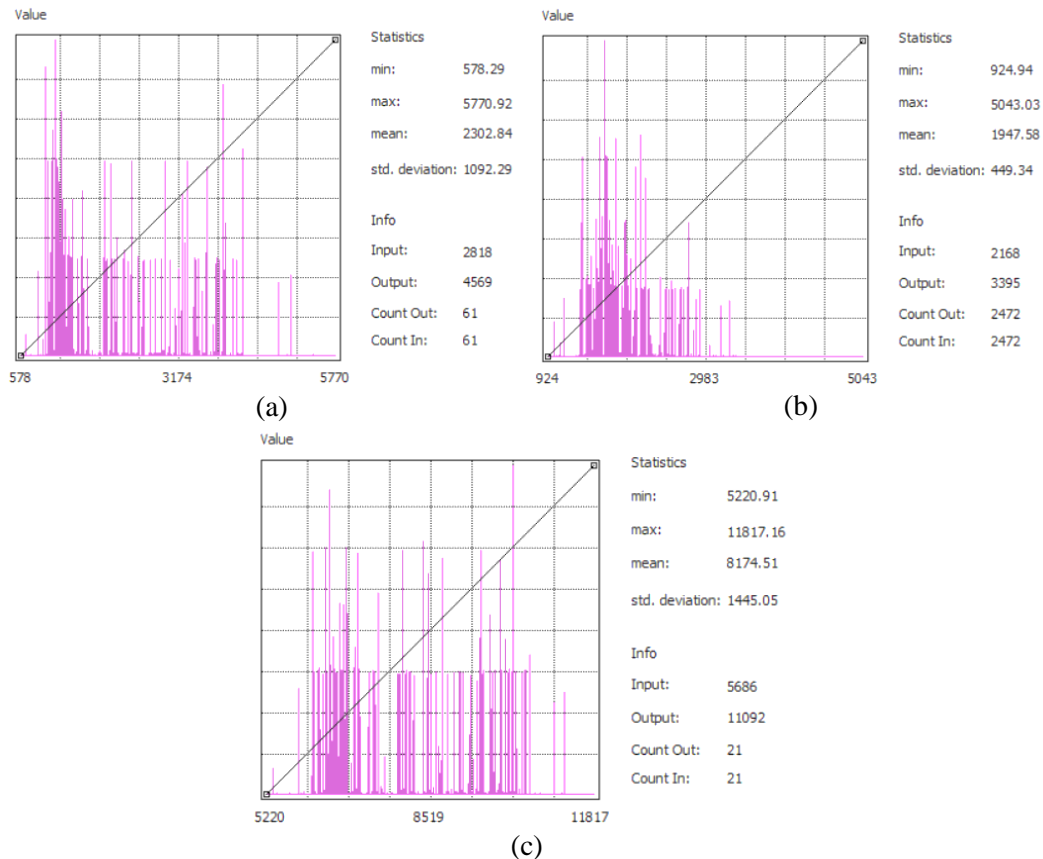 Value
Statistics
min: 578.29
max: 5770.92
mean: 2302.84
std. deviation: 1092.29
Info
Input: 2818
Output: 4569
Count Out: 61
Count In: 61
578 3174 5770
(a)
Value
Statistics
min: 924.94
max: 5043.03
mean: 1947.58
std. deviation: 449.34
Info
Input: 2168
Output: 3395
Count Out: 2472
Count In: 2472
924 2983 5043
(b)
Value
Statistics
min: 5220.91
max: 11817.16
mean: 8174.51
std. deviation: 1445.05
Info
Input: 5686
Output: 11092
Count Out: 21
Count In: 21
5220 8519 11817
(c)